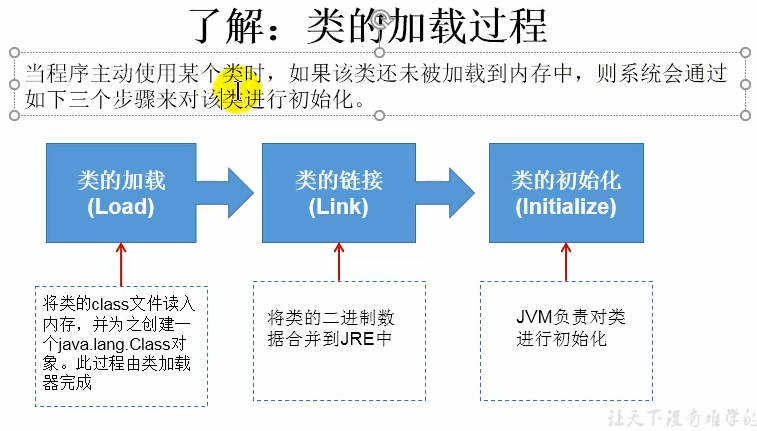 了解：类的加载过程
当程序主动使用某个类时，如果该类还未被加载到内存中，则系统会通过
如下三个步骤来对该类进行初始化。
类的加载
(Load)
类的链接
(Link)
类的初始化
(Initialize)
将类的class文件读入
内存，并为之创建一
个java.lang.Class对
象。此过程由类加载
器完成
将类的二进制数
据合并到JRE中
JVM负责对类
进行初始化
让天下没有难学的